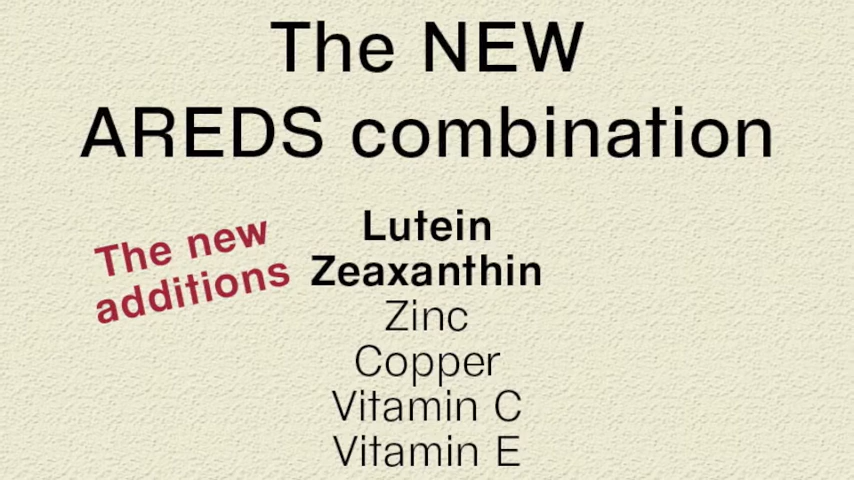 The NEW
AREDS combination
The new
additions
Lutein
Zeaxanthin
Zinc
Copper
Vitamin C
Vitamin E